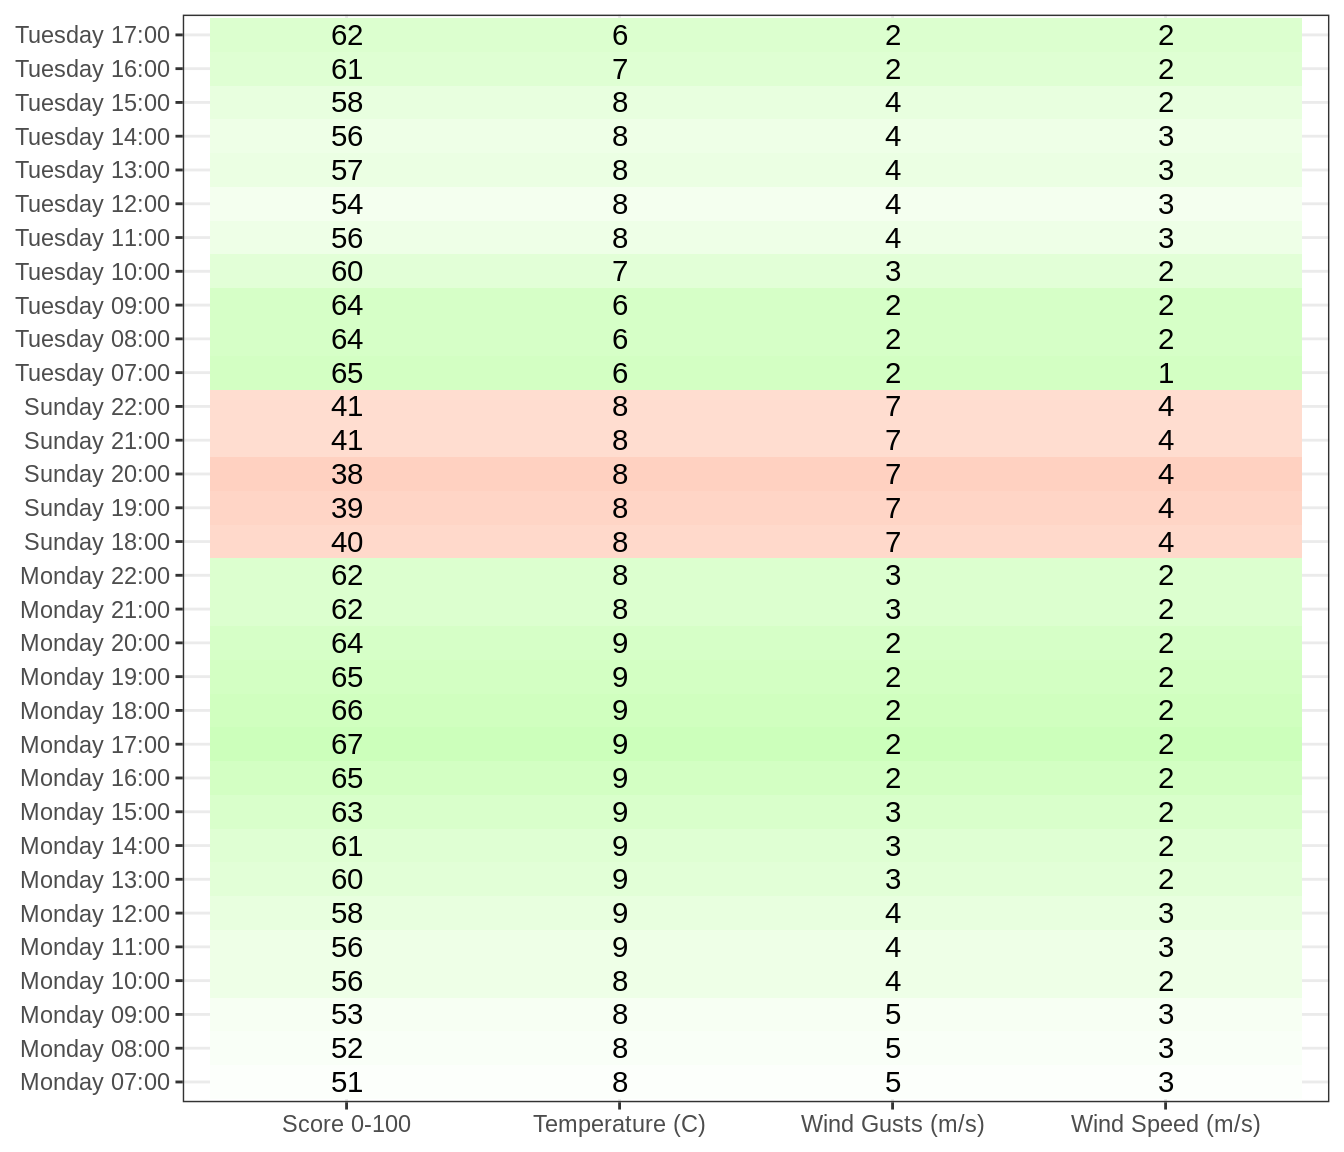 Tuesday 17:00 62 6 2 2
Tuesday 16:00 61 7 2 2
Tuesday 15:00 58 8 4 2
Tuesday 14:00 56 8 4 3
Tuesday 13:00 57 8 4 3
Tuesday 12:00 54 8 4 3
Tuesday 11:00 56 8 4 3
Tuesday 10:00 60 7 3 2
Tuesday 09:00 64 6 2 2
Tuesday 08:00 64 6 2 2
Tuesday 07:00 65 6 2 1
Sunday 22:00 41 8 7 4
Sunday 21:00 41 8 7 4
Sunday 20:00 38 8 7 4
Sunday 19:00 39 8 7 4
Sunday 18:00 40 8 7 4
Monday 22:00 62 8 3 2
Monday 21:00 62 8 3 2
Monday 20:00 64 9 2 2
Monday 19:00 65 9 2 2
Monday 18:00 66 9 2 2
Monday 17:00 67 9 2 2
Monday 16:00 65 9 2 2
Monday 15:00 63 9 3 2
Monday 14:00 61 9 3 2
Monday 13:00 60 9 3 2
Monday 12:00 58 9 4 3
Monday 11:00 56 9 4 3
Monday 10:00 56 8 4 2
Monday 09:00 53 8 5 3
Monday 08:00 52 8 5 3
Monday 07:00 51 8 5 3
Score 0-100 Temperature (C) Wind Gusts (m/s) Wind Speed (m/s)